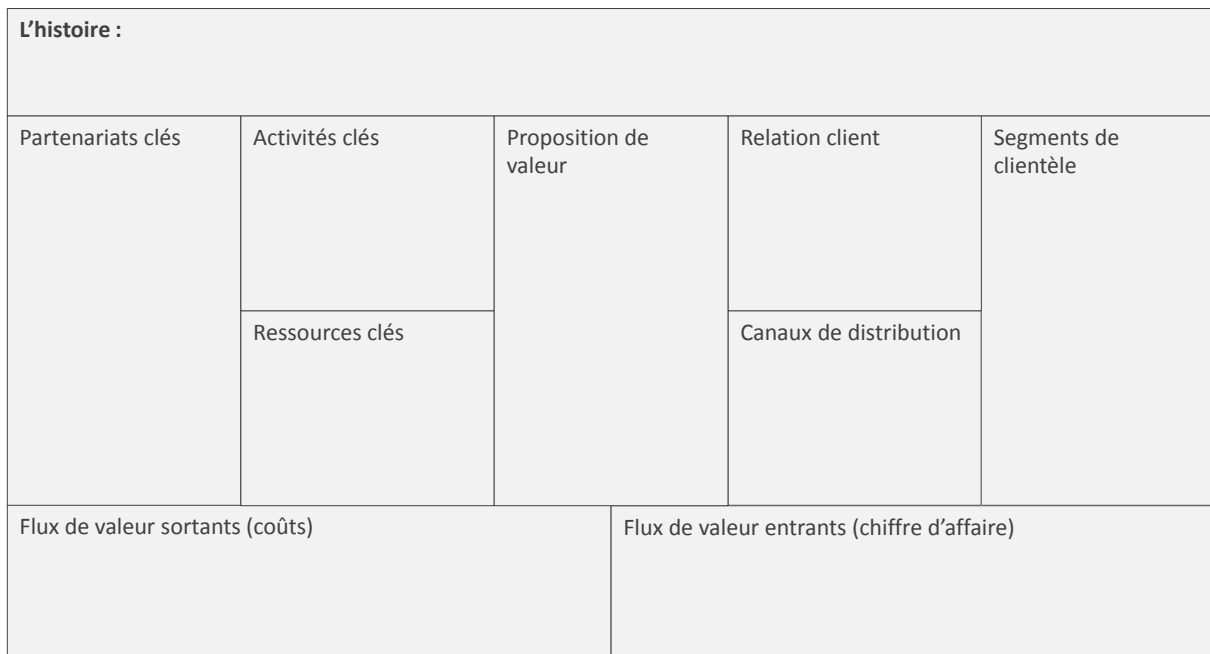 L’histoire :
Partenariats clés
Activités clés
Proposition de
valeur
Relation client
Segments de
clientèle
Ressources clés
Canaux de distribution
Flux de valeur sortants (coûts)
Flux de valeur entrants (chiffre d’affaire)